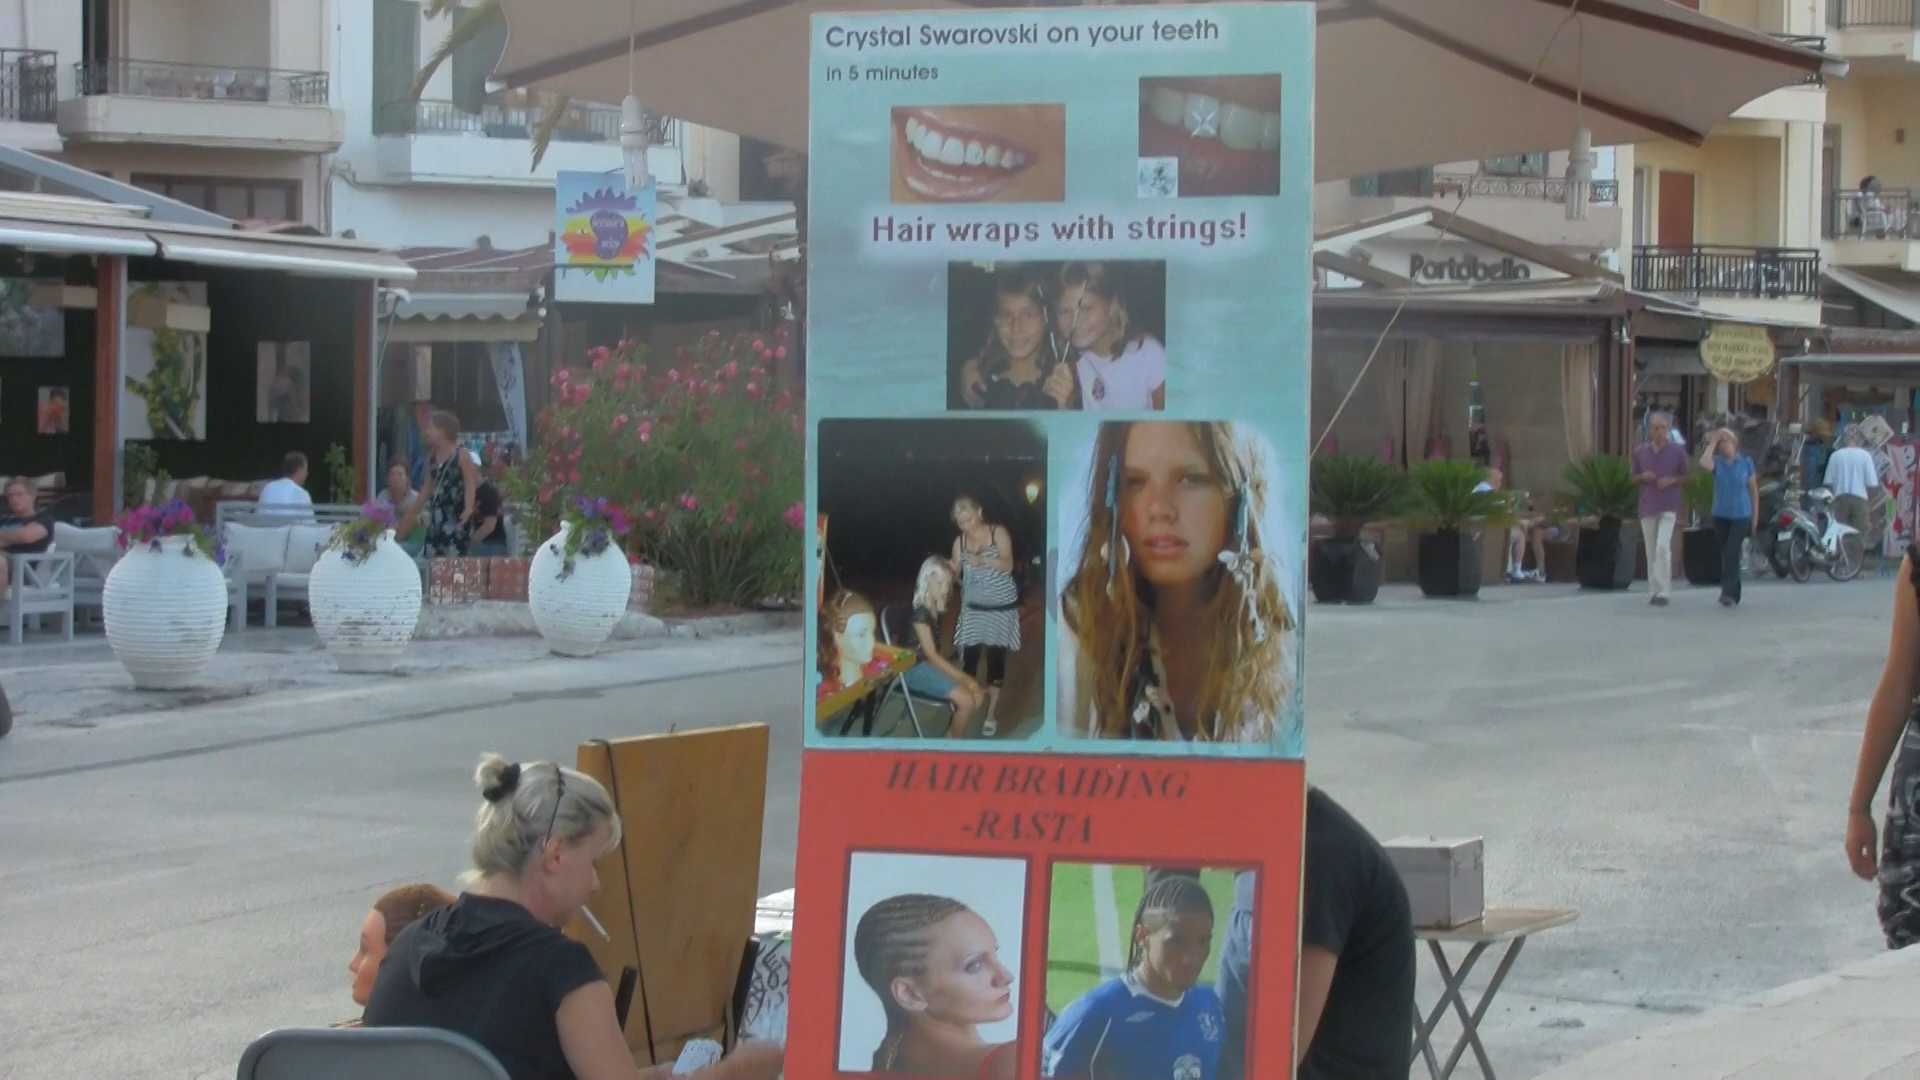 Crystal Swarovski on your teeth
in 5 minutes
Hair wraps with strings!
HAIR BRAIDING
-RASTA
Portobello